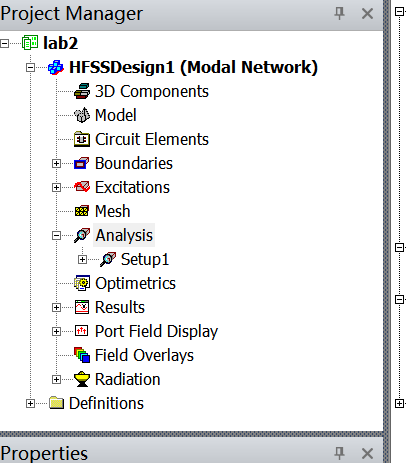 Project Manager
lab2
HFSSDesign1 (Modal Network)
3D Components
Model
Circuit Elements
Boundaries
Excitations
Mesh
Analysis
Setup1
Optimetrics
Results
Port Field Display
Field Overlays
Radiation
Definitions
Properties